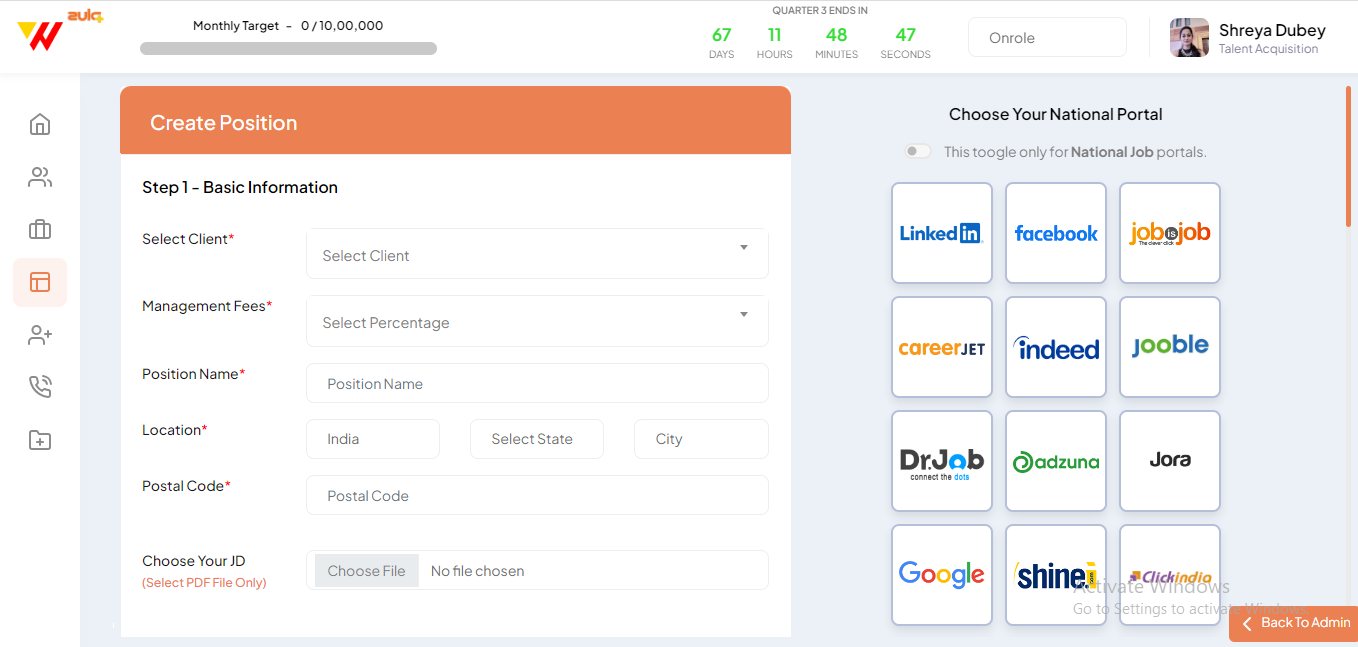 Monthly Target - 0 / 10,00,000
QUARTER 3 ENDS IN
67 11 48 47
DAYS HOURS MINUTES SECONDS
Onrole
Shreya Dubey
Talent Acquisition
Create Position
Step 1 - Basic Information
Select Client*
Select Client
Management Fees*
Select Percentage
Position Name*
Position Name
Location*
India
Select State
City
Postal Code*
Postal Code
Choose Your JD
(Select PDF File Only)
Choose File
No file chosen
Choose Your National Portal
This toogle only for National Job portals.
Linked in
facebook
job is job
The clever click
careerJET
indeed
Jooble
Dr.Job
connect the dots
adzuna
Jora
Google
shine
Clickindia
Activate Windows
Go to Settings to activate Windows.
Back To Admin